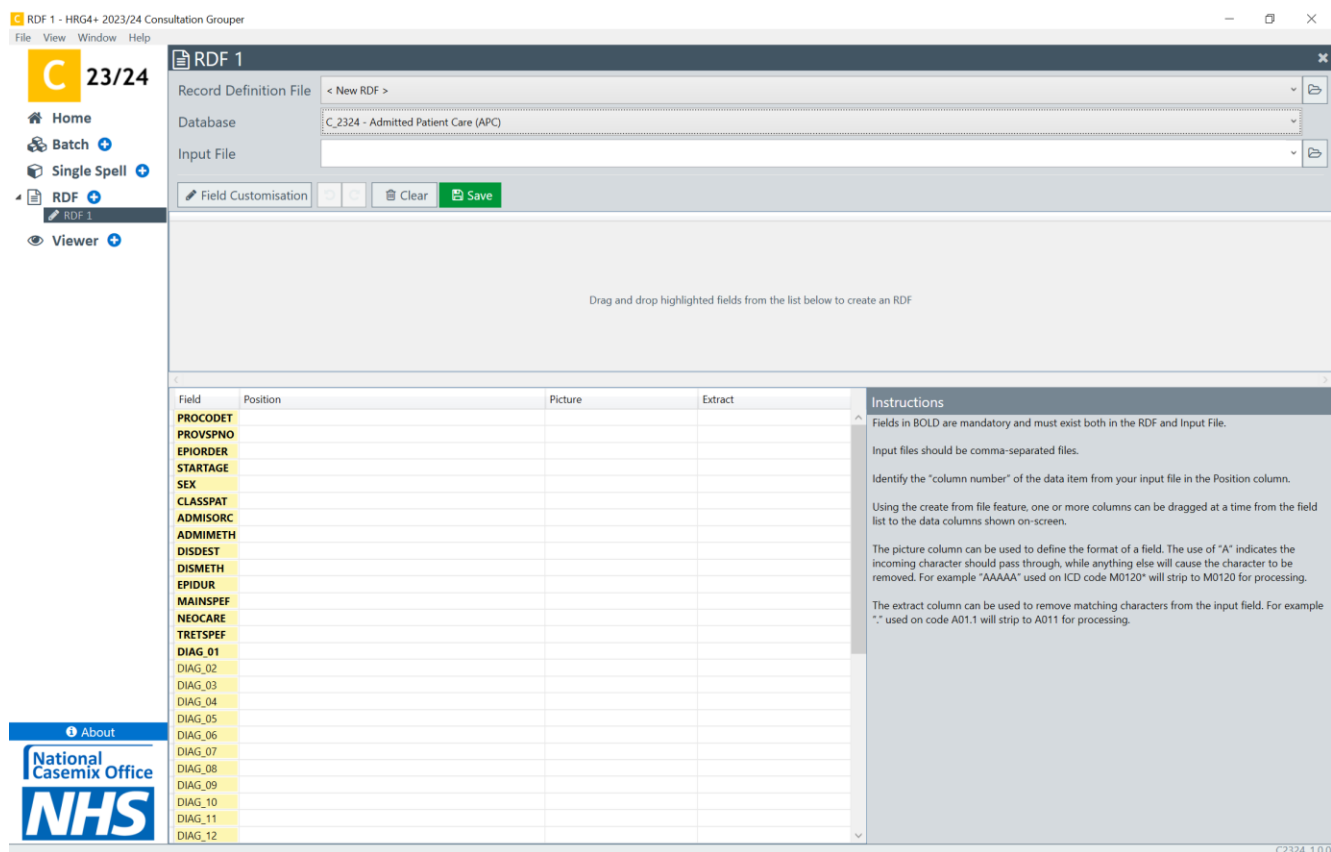 C RDF 1 - HRG4+ 2023/24 Consultation Grouper
File View Window Help
C 23/24
Home
Batch
Single Spell
RDF
RDF 1
Viewer
RDF 1
Record Definition File < New RDF >
Database C_2324 - Admitted Patient Care (APC)
Input File
Field Customisation Clear Save
Drag and drop highlighted fields from the list below to create an RDF
Field Position Picture Extract
PROCODET
PROVSPNO
EPIORDER
STARTAGE
SEX
CLASSPAT
ADMISORC
ADMIMETH
DISDEST
DISMETH
EPIDUR
MAINSPEF
NEOCARE
TRETSPEF
DIAG_01
DIAG_02
DIAG_03
DIAG_04
DIAG_05
DIAG_06
DIAG_07
DIAG_08
DIAG_09
DIAG_10
DIAG_11
DIAG_12
Instructions
Fields in BOLD are mandatory and must exist both in the RDF and Input File.
Input files should be comma-separated files.
Identify the "column number" of the data item from your input file in the Position column.
Using the create from file feature, one or more columns can be dragged at a time from the field
list to the data columns shown on-screen.
The picture column can be used to define the format of a field. The use of "A" indicates the
incoming character should pass through, while anything else will cause the character to be
removed. For example "AAAAA" used on ICD code M0120* will strip to M0120 for processing.
The extract column can be used to remove matching characters from the input field. For example
"." used on code A01.1 will strip to A011 for processing.
About
National
Casemix Office
NHS
C2324_1.0.0